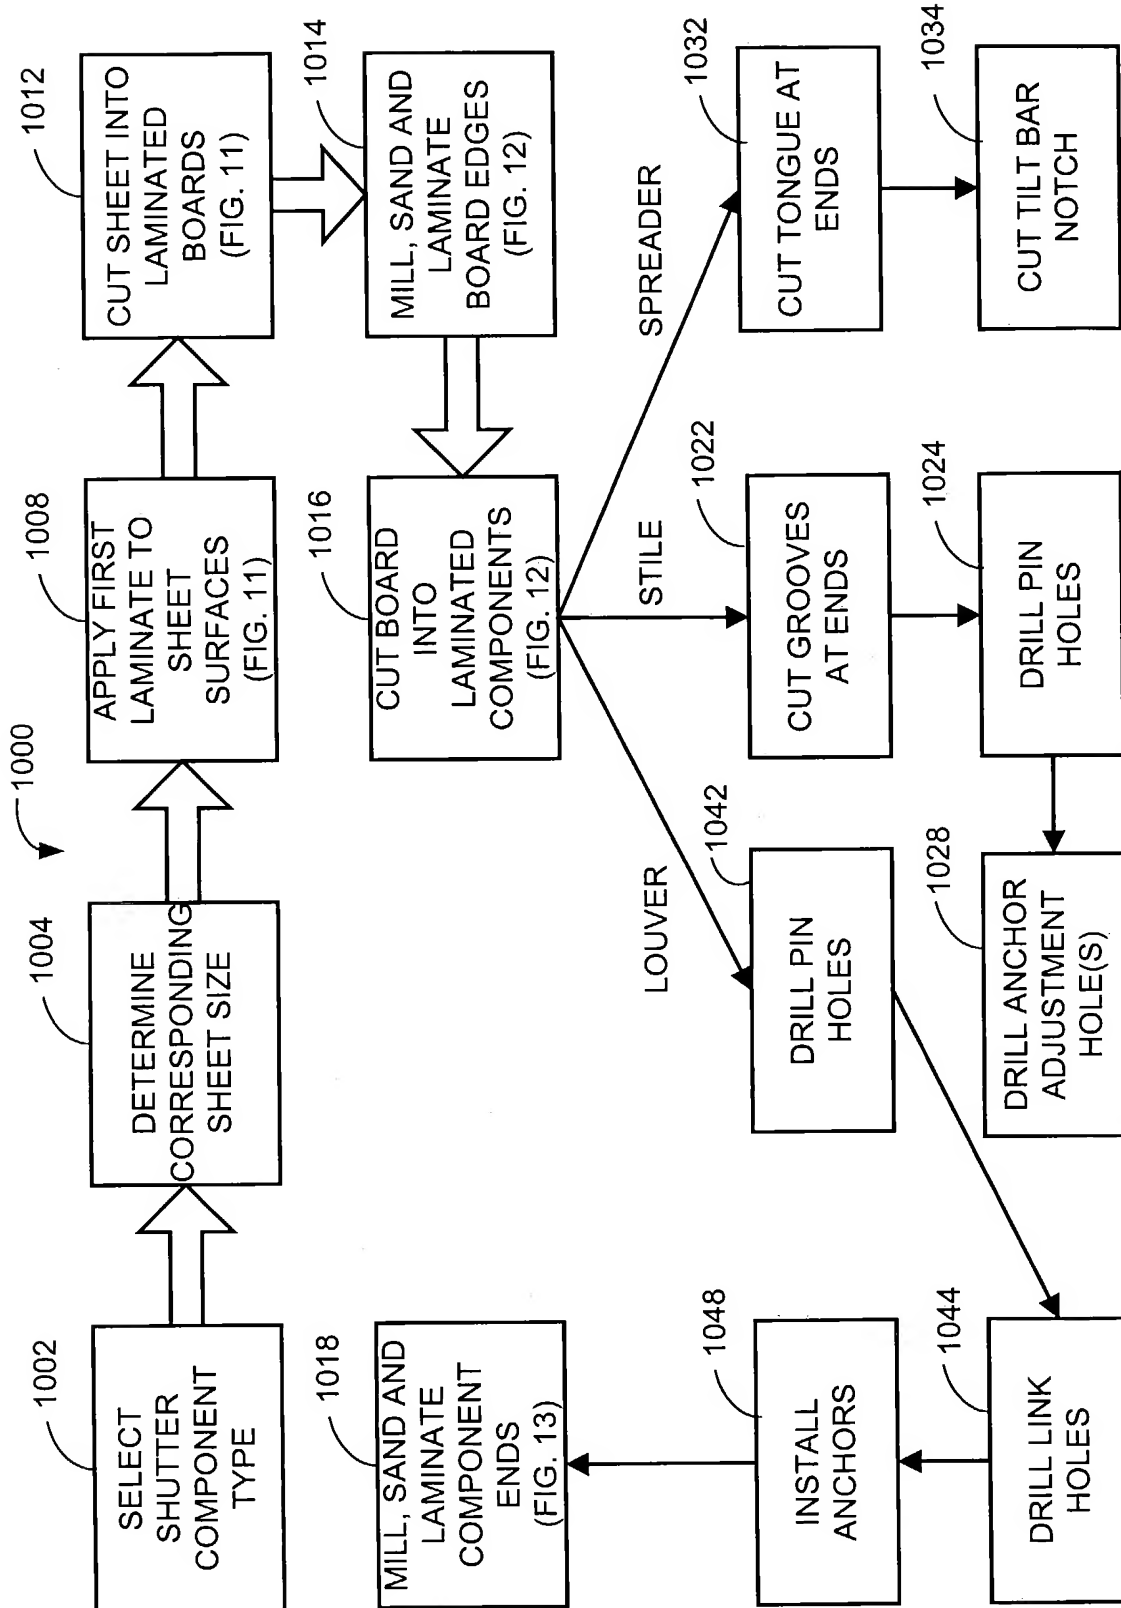 1000
1002
SELECT
SHUTTER
COMPONENT
TYPE
1004
DETERMINE
CORRESPONDING
SHEET SIZE
1008
APPLY FIRST
LAMINATE TO
SHEET
SURFACES
(FIG. 11)
1012
CUT SHEET INTO
LAMINATED
BOARDS
(FIG. 11)
1014
MILL, SAND AND
LAMINATE
BOARD EDGES
(FIG. 12)
1016
CUT BOARD
INTO
LAMINATED
COMPONENTS
(FIG. 12)
1018
MILL, SAND AND
LAMINATE
COMPONENT
ENDS
(FIG. 13)
LOUVER
STILE
SPREADER
1048
INSTALL
ANCHORS
1042
DRILL PIN
HOLES
1022
CUT GROOVES
AT ENDS
1032
CUT TONGUE AT
ENDS
1044
DRILL LINK
HOLES
1028
DRILL ANCHOR
ADJUSTMENT
HOLE(S)
1024
DRILL PIN
HOLES
1034
CUT TILT BAR
NOTCH